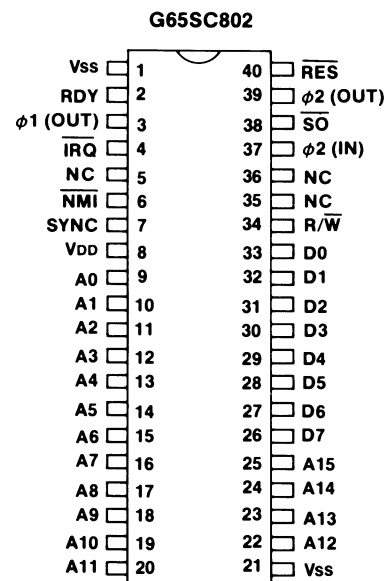 G65SC802
Vss 1 40 R̅E̅S̅
RDY 2 39 ϕ2 (OUT)
ϕ1 (OUT) 3 38 S̅O̅
I̅R̅Q̅ 4 37 ϕ2 (IN)
NC 5 36 NC
N̅M̅I̅ 6 35 NC
SYNC 7 34 R/W̅
VDD 8 33 D0
A0 9 32 D1
A1 10 31 D2
A2 11 30 D3
A3 12 29 D4
A4 13 28 D5
A5 14 27 D6
A6 15 26 D7
A7 16 25 A15
A8 17 24 A14
A9 18 23 A13
A10 19 22 A12
A11 20 21 Vss